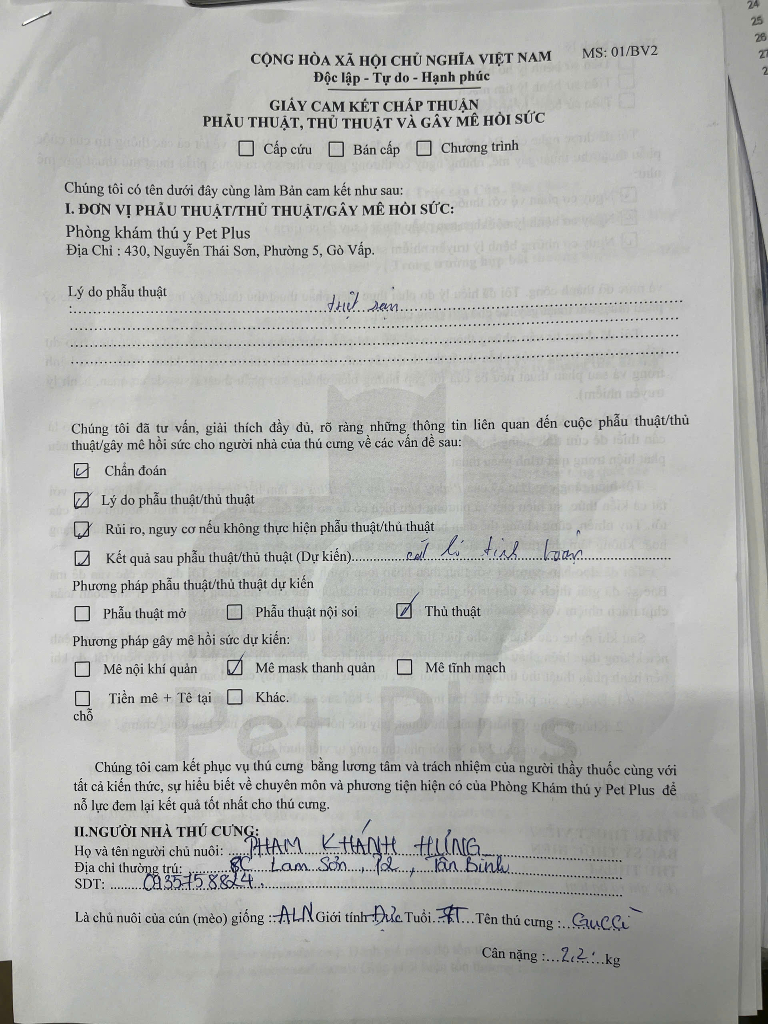 CỘNG HÒA XÃ HỘI CHỦ NGHĨA VIỆT NAM MS: 01/BV2
Độc lập - Tự do - Hạnh phúc
GIẤY CAM KẾT CHẤP THUẬN
PHẪU THUẬT, THỦ THUẬT VÀ GÂY MÊ HỒI SỨC
Cấp cứu Bán cấp Chương trình
Chúng tôi có tên dưới đây cùng làm Bản cam kết như sau:
I. ĐƠN VỊ PHẪU THUẬT/THỦ THUẬT/GÂY MÊ HỒI SỨC:
Phòng khám thú y Pet Plus
Địa Chỉ : 430, Nguyễn Thái Sơn, Phường 5, Gò Vấp.
Lý do phẫu thuật
: triệt sản
Chúng tôi đã tư vấn, giải thích đầy đủ, rõ ràng những thông tin liên quan đến cuộc phẫu thuật/thủ
thuật/gây mê hồi sức cho người nhà của thú cưng về các vấn đề sau:
Chẩn đoán
Lý do phẫu thuật/thủ thuật
Rủi ro, nguy cơ nếu không thực hiện phẫu thuật/thủ thuật
Kết quả sau phẫu thuật/thủ thuật (Dự kiến) tinh hoàn
Phương pháp phẫu thuật/thủ thuật dự kiến
Phẫu thuật mở Phẫu thuật nội soi Thủ thuật
Phương pháp gây mê hồi sức dự kiến:
Mê nội khí quản Mê mask thanh quản Mê tĩnh mạch
Tiền mê + Tê tại Khác.
chỗ
Pet Plus
Chúng tôi cam kết phục vụ thú cưng bằng lương tâm và trách nhiệm của người thầy thuốc cùng với
tất cả kiến thức, sự hiểu biết về chuyên môn và phương tiện hiện có của Phòng Khám thú y Pet Plus để
nỗ lực đem lại kết quả tốt nhất cho thú cưng.
II.NGƯỜI NHÀ THÚ CƯNG:
Họ và tên người chủ nuôi: PHẠM KHÁNH HƯNG
Địa chỉ thường trú: 8C Lam Sơn, P2, Tân Bình
SDT: 0935758824
Là chủ nuôi của cún (mèo) giống : ALN Giới tính Đực Tuổi Tên thú cưng : GUCCI
Cân nặng : 2,2 kg
24
25
26